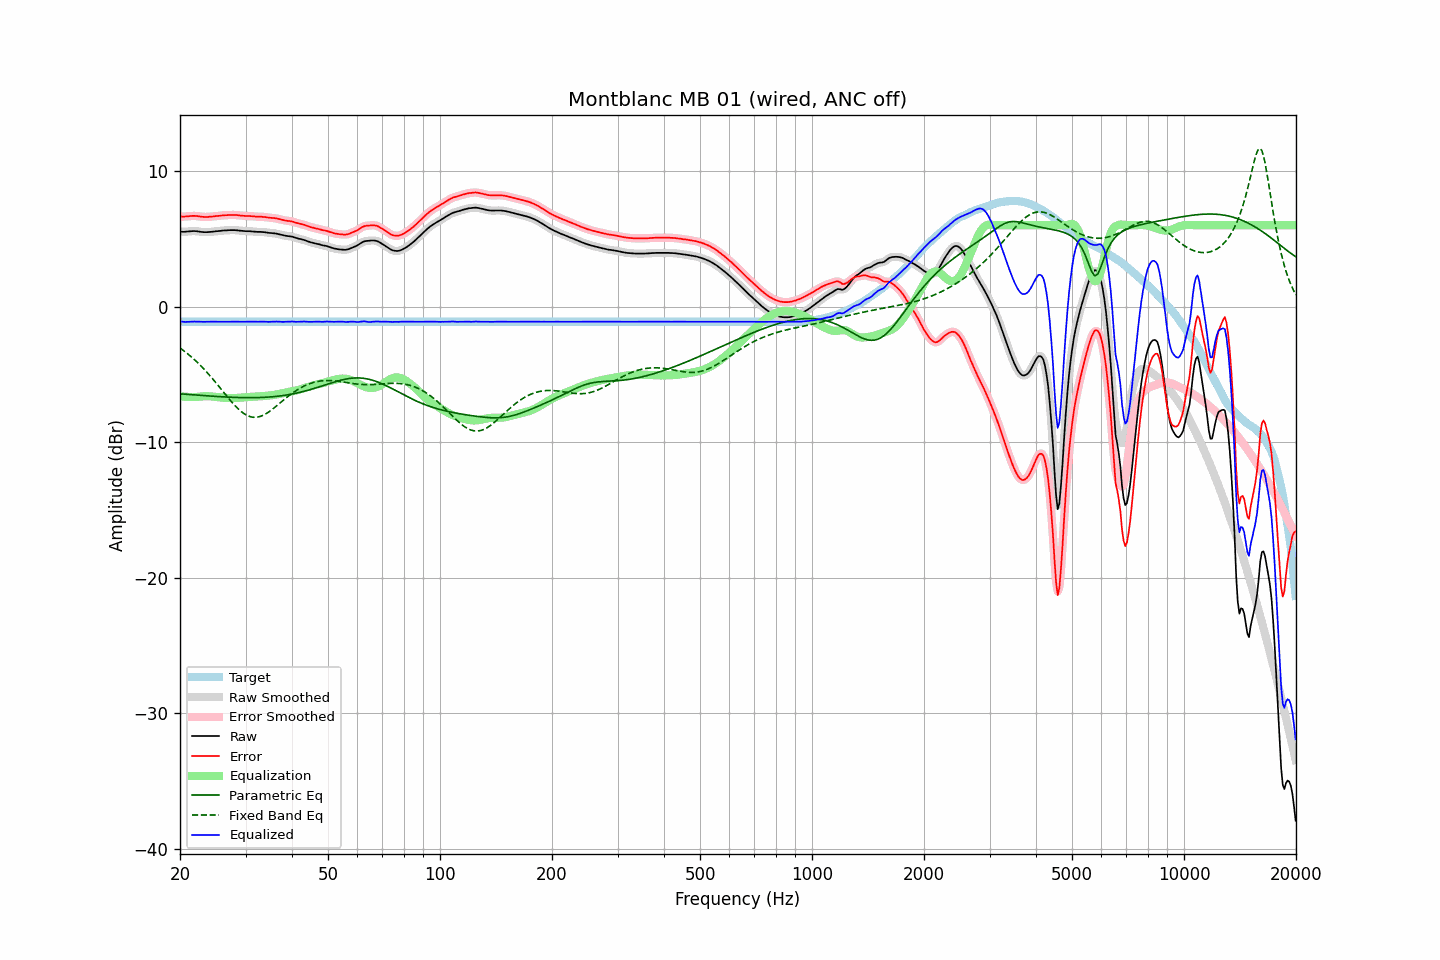 Montblanc MB 01 (wired, ANC off)
10
0
−10
−20
−30
−40
Amplitude (dBr)
Target
Raw Smoothed
Error Smoothed
Raw
Error
Equalization
Parametric Eq
Fixed Band Eq
Equalized
20
50
100
200
500
1000
2000
5000
10000
20000
Frequency (Hz)